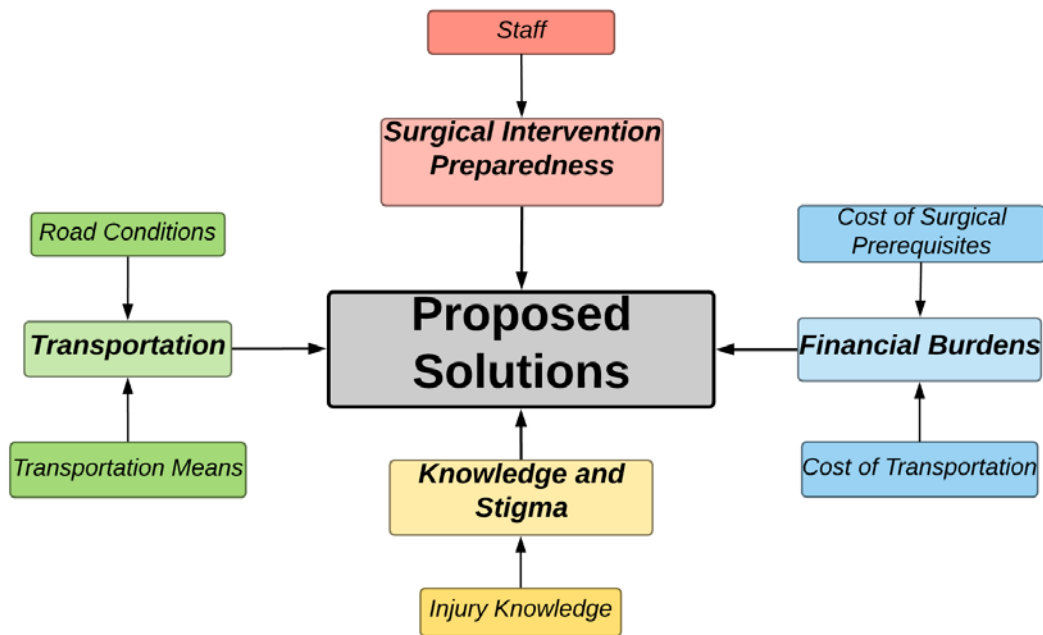 Staff
Surgical Intervention
Preparedness
Road Conditions
Cost of Surgical
Prerequisites
Proposed
Solutions
Transportation
Financial Burdens
Transportation Means
Knowledge and
Stigma
Cost of Transportation
Injury Knowledge